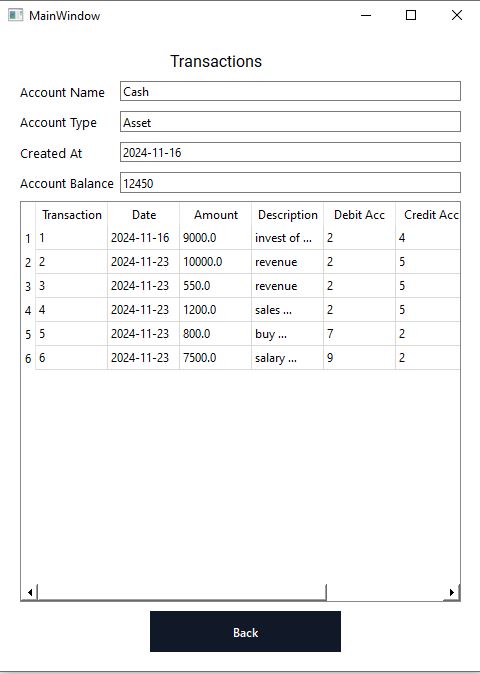 MainWindow
Transactions
Account Name Cash
Account Type Asset
Created At 2024-11-16
Account Balance 12450
Transaction Date Amount Description Debit Acc Credit Acc
1 1 2024-11-16 9000.0 invest of ... 2 4
2 2 2024-11-23 10000.0 revenue 2 5
3 3 2024-11-23 550.0 revenue 2 5
4 4 2024-11-23 1200.0 sales ... 2 5
5 5 2024-11-23 800.0 buy ... 7 2
6 6 2024-11-23 7500.0 salary ... 9 2
Back